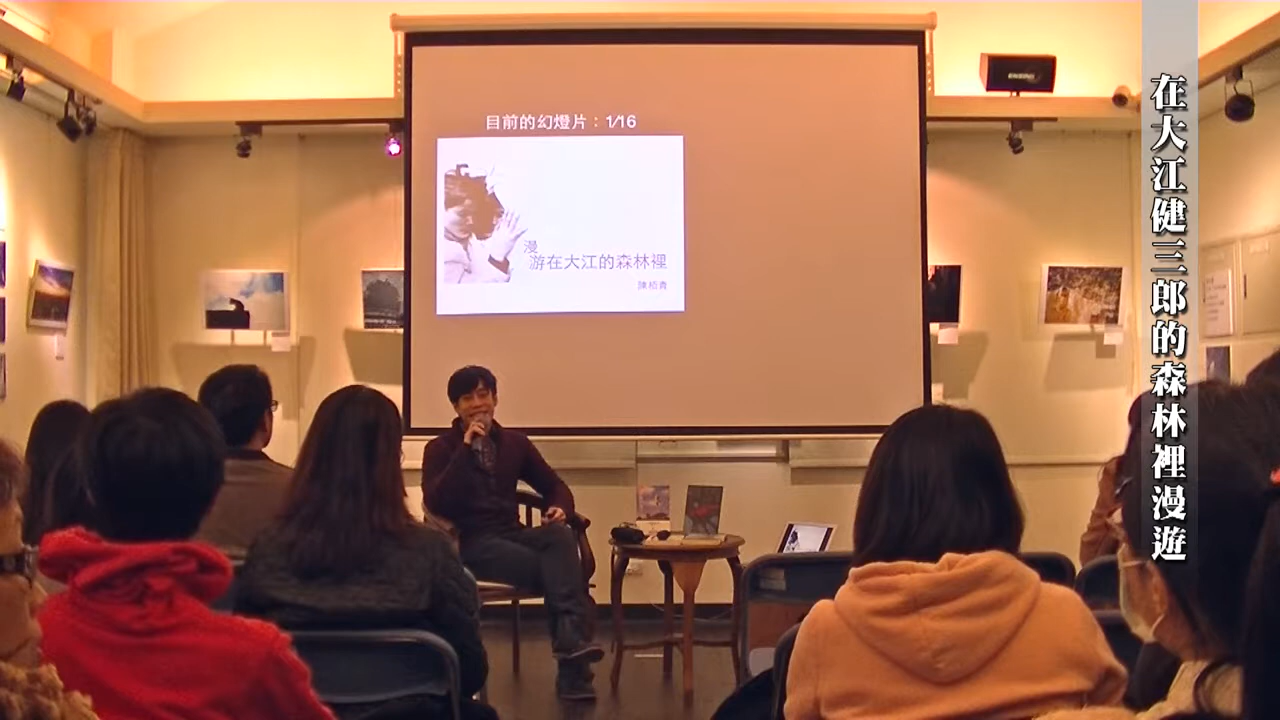 目前的幻燈片：1/16
漫
游在大江的森林裡
陳栢青
在大江健三郎的森林裡漫遊